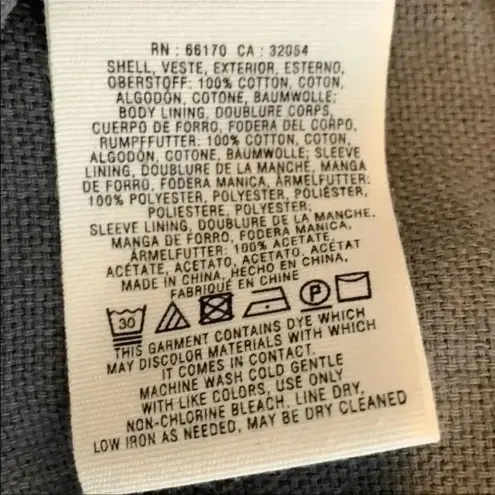 RN : 66170 CA : 32054
SHELL, VESTE, EXTERIOR, ESTERNO,
OBERSTOFF: 100% COTTON, COTON,
ALGODÓN, COTONE, BAUMWOLLE;
BODY LINING, DOUBLURE CORPS,
CUERPO DE FORRO, FODERA DEL CORPO,
RUMPFFUTTER: 100% COTTON, COTON,
ALGODÓN, COTONE, BAUMWOLLE; SLEEVE
LINING, DOUBLURE DE LA MANCHE, MANGA
DE FORRO, FODERA MANICA, ÄRMELFUTTER:
100% POLYESTER, POLYESTER, POLIÉSTER,
POLIESTERE, POLYESTER;
SLEEVE LINING, DOUBLURE DE LA MANCHE,
MANGA DE FORRO, FODERA MANICA,
ÄRMELFUTTER: 100% ACETATE,
ACÉTATE, ACETATO, ACETATO, ACÉTAT
MADE IN CHINA, HECHO EN CHINA,
FABRIQUÉ EN CHINE
30 P
THIS GARMENT CONTAINS DYE WHICH
MAY DISCOLOR MATERIALS WITH WHICH
IT COMES IN CONTACT.
MACHINE WASH COLD GENTLE
WITH LIKE COLORS, USE ONLY
NON-CHLORINE BLEACH, LINE DRY,
LOW IRON AS NEEDED, MAY BE DRY CLEANED